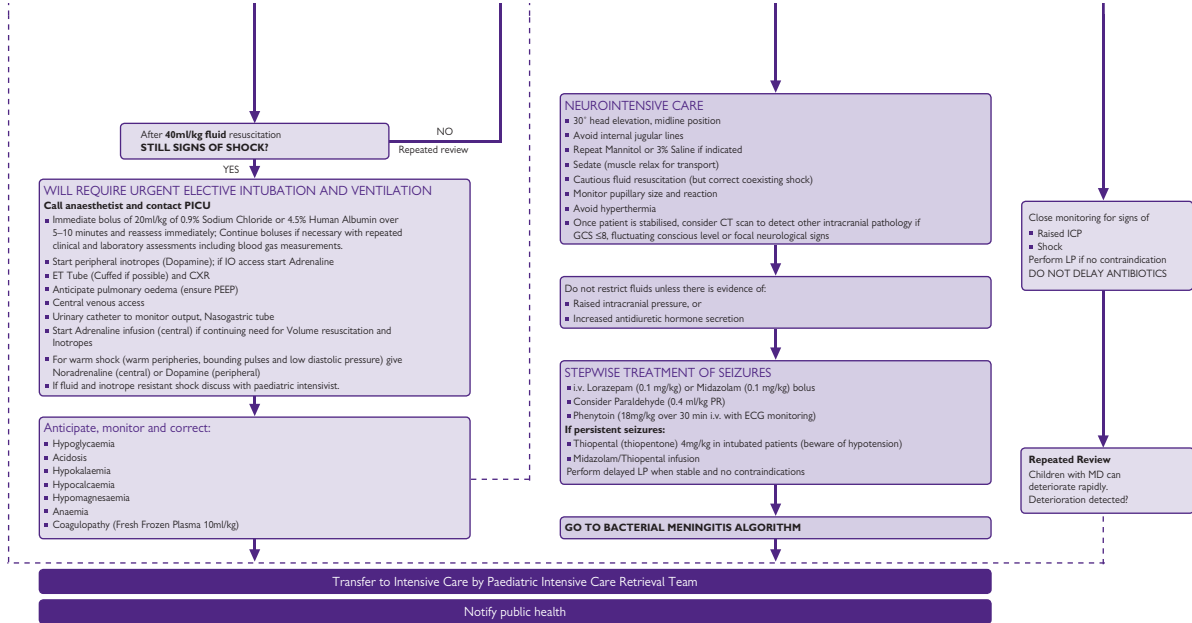 After 40ml/kg fluid resuscitation
STILL SIGNS OF SHOCK?
NO
Repeated review
YES
WILL REQUIRE URGENT ELECTIVE INTUBATION AND VENTILATION
Call anaesthetist and contact PICU
▪ Immediate bolus of 20ml/kg of 0.9% Sodium Chloride or 4.5% Human Albumin over
5–10 minutes and reassess immediately; Continue boluses if necessary with repeated
clinical and laboratory assessments including blood gas measurements.
▪ Start peripheral inotropes (Dopamine); if IO access start Adrenaline
▪ ET Tube (Cuffed if possible) and CXR
▪ Anticipate pulmonary oedema (ensure PEEP)
▪ Central venous access
▪ Urinary catheter to monitor output, Nasogastric tube
▪ Start Adrenaline infusion (central) if continuing need for Volume resuscitation and
Inotropes
▪ For warm shock (warm peripheries, bounding pulses and low diastolic pressure) give
Noradrenaline (central) or Dopamine (peripheral)
▪ If fluid and inotrope resistant shock discuss with paediatric intensivist.
Anticipate, monitor and correct:
▪ Hypoglycaemia
▪ Acidosis
▪ Hypokalaemia
▪ Hypocalcaemia
▪ Hypomagnesaemia
▪ Anaemia
▪ Coagulopathy (Fresh Frozen Plasma 10ml/kg)
NEUROINTENSIVE CARE
▪ 30˚ head elevation, midline position
▪ Avoid internal jugular lines
▪ Repeat Mannitol or 3% Saline if indicated
▪ Sedate (muscle relax for transport)
▪ Cautious fluid resuscitation (but correct coexisting shock)
▪ Monitor pupillary size and reaction
▪ Avoid hyperthermia
▪ Once patient is stabilised, consider CT scan to detect other intracranial pathology if
GCS ≤8, fluctuating conscious level or focal neurological signs
Do not restrict fluids unless there is evidence of:
▪ Raised intracranial pressure, or
▪ Increased antidiuretic hormone secretion
STEPWISE TREATMENT OF SEIZURES
▪ i.v. Lorazepam (0.1 mg/kg) or Midazolam (0.1 mg/kg) bolus
▪ Consider Paraldehyde (0.4 ml/kg PR)
▪ Phenytoin (18mg/kg over 30 min i.v. with ECG monitoring)
If persistent seizures:
▪ Thiopental (thiopentone) 4mg/kg in intubated patients (beware of hypotension)
▪ Midazolam/Thiopental infusion
Perform delayed LP when stable and no contraindications
GO TO BACTERIAL MENINGITIS ALGORITHM
Close monitoring for signs of
▪ Raised ICP
▪ Shock
Perform LP if no contraindication
DO NOT DELAY ANTIBIOTICS
Repeated Review
Children with MD can
deteriorate rapidly.
Deterioration detected?
Transfer to Intensive Care by Paediatric Intensive Care Retrieval Team
Notify public health